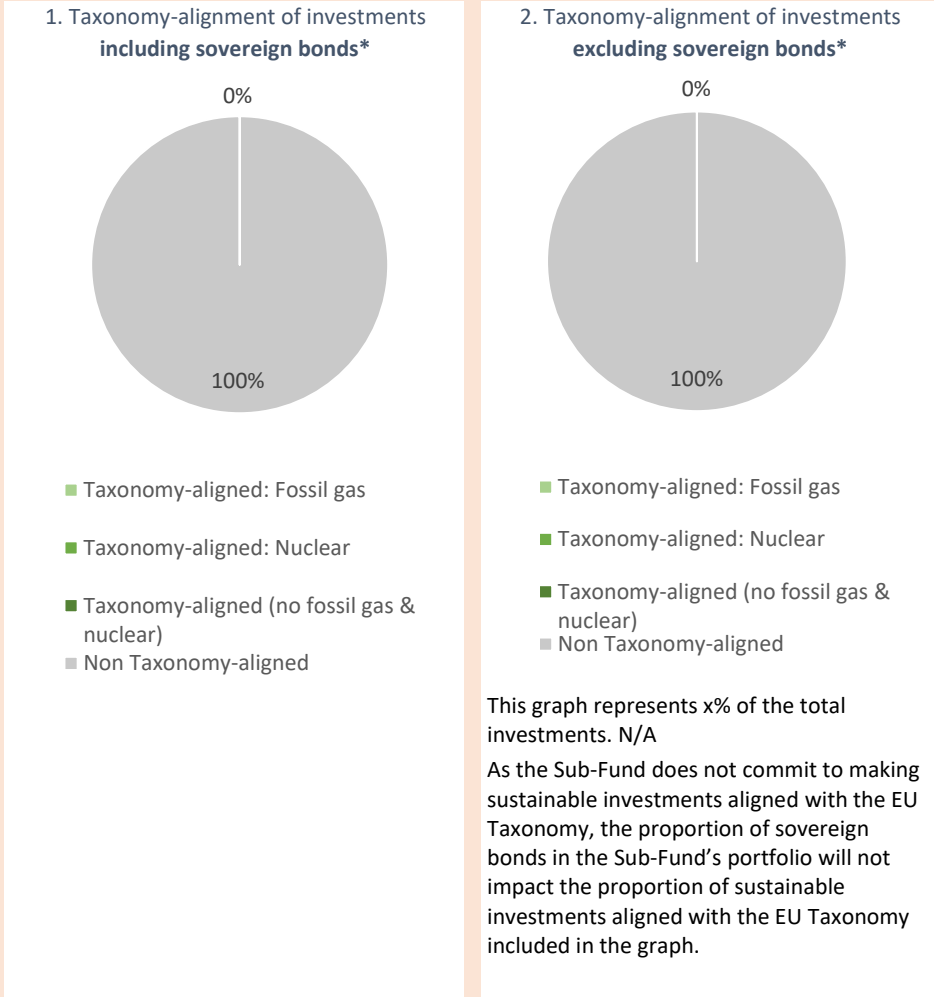 1. Taxonomy-alignment of investments
including sovereign bonds*
0%
100%
Taxonomy-aligned: Fossil gas
Taxonomy-aligned: Nuclear
Taxonomy-aligned (no fossil gas &
nuclear)
Non Taxonomy-aligned
2. Taxonomy-alignment of investments
excluding sovereign bonds*
0%
100%
Taxonomy-aligned: Fossil gas
Taxonomy-aligned: Nuclear
Taxonomy-aligned (no fossil gas &
nuclear)
Non Taxonomy-aligned
This graph represents x% of the total
investments. N/A
As the Sub-Fund does not commit to making
sustainable investments aligned with the EU
Taxonomy, the proportion of sovereign
bonds in the Sub-Fund’s portfolio will not
impact the proportion of sustainable
investments aligned with the EU Taxonomy
included in the graph.